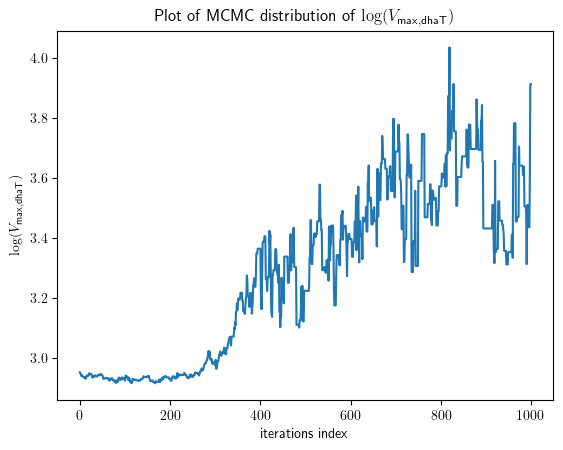 Plot of MCMC distribution of log(V_max,dhaT)
log(V_max,dhaT)
4.0
3.8
3.6
3.4
3.2
3.0
0 200 400 600 800 1000
iterations index